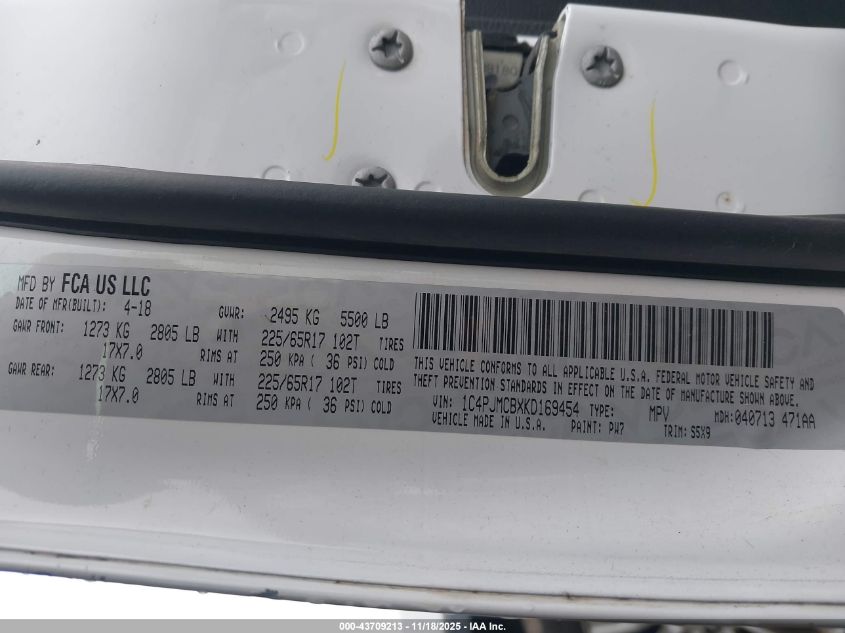 MFD BY FCA US LLC
DATE OF MFR(BUILT): 4-18 GVWR: 2495 KG 5500 LB
GAWR FRONT: 1273 KG 2805 LB WITH 225/65R17 102T TIRES
17X7.0 RIMS AT 250 KPA ( 36 PSI) COLD
GAWR REAR: 1273 KG 2805 LB WITH 225/65R17 102T TIRES
17X7.0 RIMS AT 250 KPA ( 36 PSI) COLD
THIS VEHICLE CONFORMS TO ALL APPLICABLE U.S.A. FEDERAL MOTOR VEHICLE SAFETY AND
THEFT PREVENTION STANDARDS IN EFFECT ON THE DATE OF MANUFACTURE SHOWN ABOVE.
VIN: 1C4PJMCBXKD169454 TYPE: MPV MDH: 040713 471AA
VEHICLE MADE IN U.S.A. PAINT: PW7 TRIM: S5X9
000-43709213 - 11/18/2025 - IAAI.COM